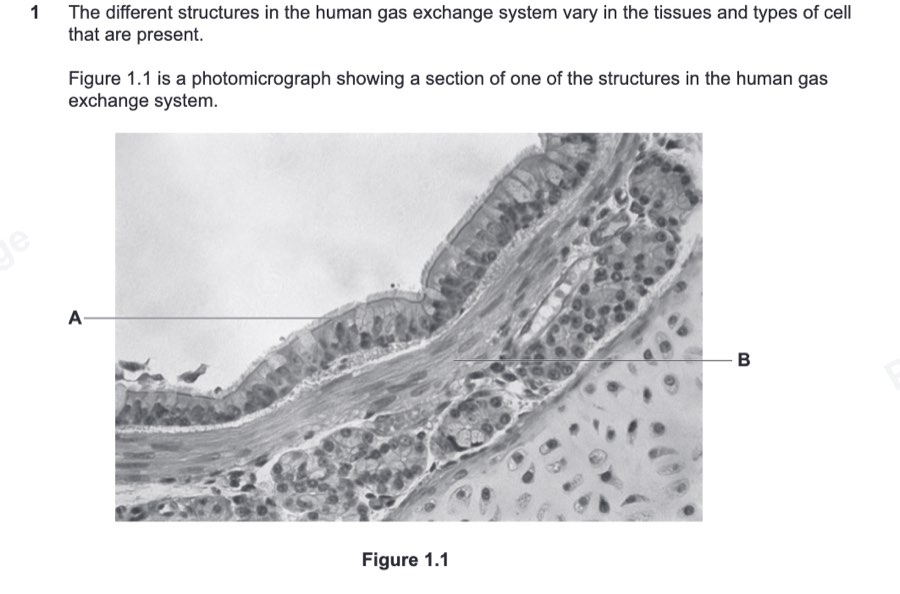 1 The different structures in the human gas exchange system vary in the tissues and types of cell
that are present.
Figure 1.1 is a photomicrograph showing a section of one of the structures in the human gas
exchange system.
A
B
Figure 1.1